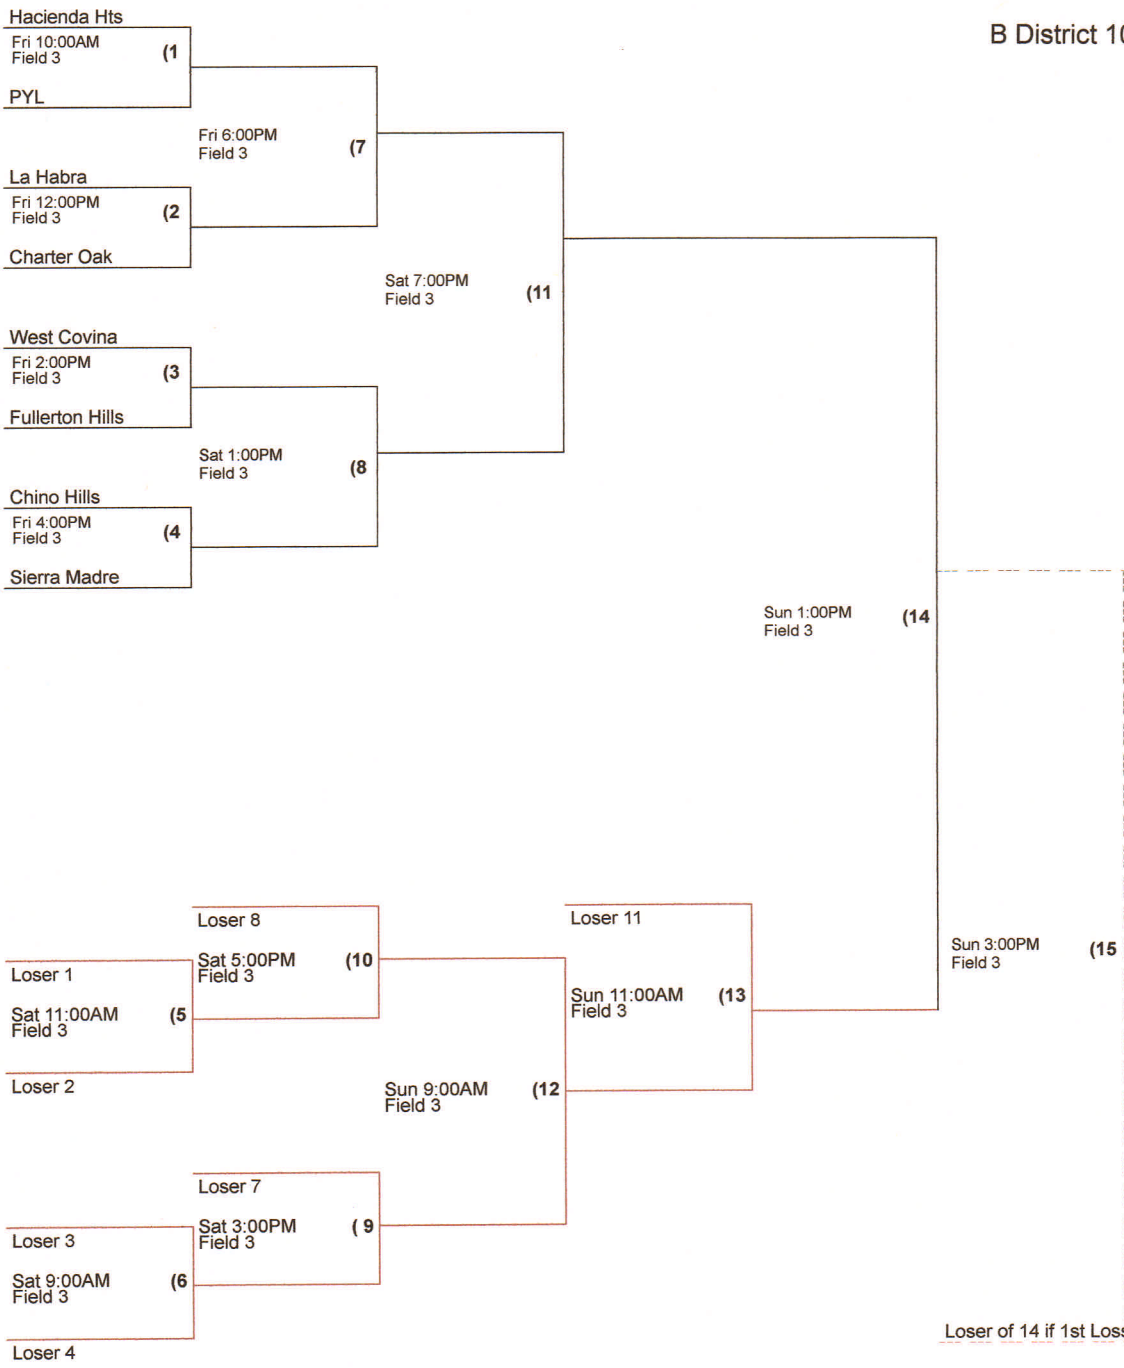 Hacienda Hts
B District 10
Fri 10:00AM
Field 3
(1
PYL
Fri 6:00PM
Field 3
(7
La Habra
Fri 12:00PM
Field 3
(2
Charter Oak
Sat 7:00PM
Field 3
(11
West Covina
Fri 2:00PM
Field 3
(3
Fullerton Hills
Sat 1:00PM
Field 3
(8
Chino Hills
Fri 4:00PM
Field 3
(4
Sierra Madre
Sun 1:00PM
Field 3
(14
Loser 8
Sat 5:00PM
Field 3
(10
Loser 11
Sun 11:00AM
Field 3
(13
Sun 3:00PM
Field 3
(15
Loser 1
Sat 11:00AM
Field 3
(5
Loser 2
Sun 9:00AM
Field 3
(12
Loser 7
Sat 3:00PM
Field 3
( 9
Loser 3
Sat 9:00AM
Field 3
(6
Loser 4
Loser of 14 if 1st Loss